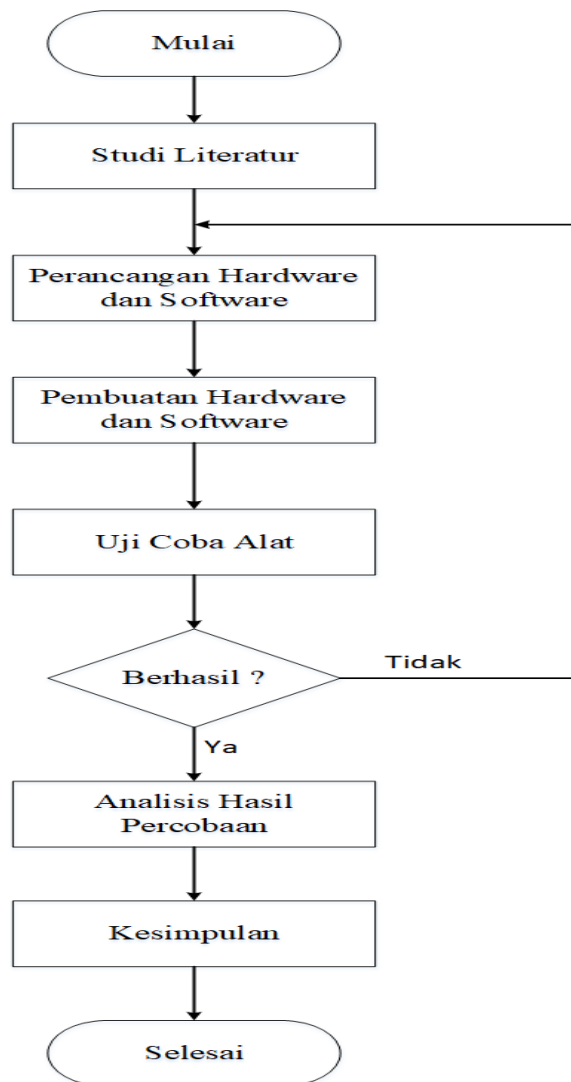 Mulai
Studi Literatur
Perancangan Hardware
dan Software
Pembuatan Hardware
dan Software
Uji Coba Alat
Berhasil ?
Tidak
Ya
Analisis Hasil
Percobaan
Kesimpulan
Selesai